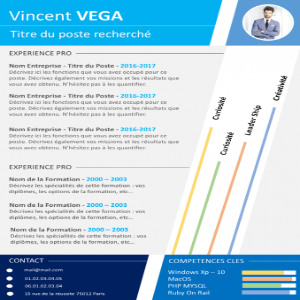 Vincent VEGA
Titre du poste recherché
EXPERIENCE PRO
Nom Entreprise - Titre du Poste - 2016-2017
Décrivez ici les fonctions que vous avez occupé pour ce
poste. Décrivez également vos missions et les résultats que
vous avez obtenu. N'hésitez pas à les quantifier.
Nom Entreprise - Titre du Poste - 2016-2017
Décrivez ici les fonctions que vous avez occupé pour ce
poste. Décrivez également vos missions et les résultats que
vous avez obtenu. N'hésitez pas à les quantifier.
Nom Entreprise - Titre du Poste - 2016-2017
Décrivez ici les fonctions que vous avez occupé pour ce
poste. Décrivez également vos missions et les résultats que
vous avez obtenu. N'hésitez pas à les quantifier.
Curiosité
Curiosité
Leader Ship
Créativité
EXPERIENCE PRO
Nom de la Formation – 2000 – 2003
Décrivez les spécialités de cette formation : vos
diplômes, les options et formations, etc...
Nom de la Formation – 2000 – 2003
Décrivez les spécialités de cette formation : vos
diplômes, les options et formations, etc...
Nom de la Formation – 2000 – 2003
Décrivez les spécialités de cette formation : vos
diplômes, les options et formations, etc...
CONTACT
mail@mail.com
01.02.03.04.05
06.01.02.03.04
15 rue de la réussite 75012 Paris
COMPETENCES CLES
Windows Xp – 10
MacOS
PHP MYSQL
Ruby On Rail